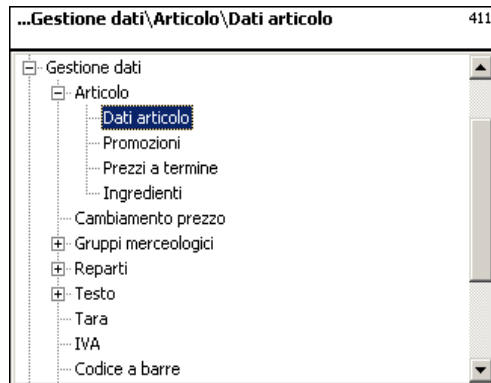 ...Gestione dati\Articolo\Dati articolo 411
Gestione dati
Articolo
Dati articolo
Promozioni
Prezzi a termine
Ingredienti
Cambiamento prezzo
Gruppi merceologici
Reparti
Testo
Tara
IVA
Codice a barre